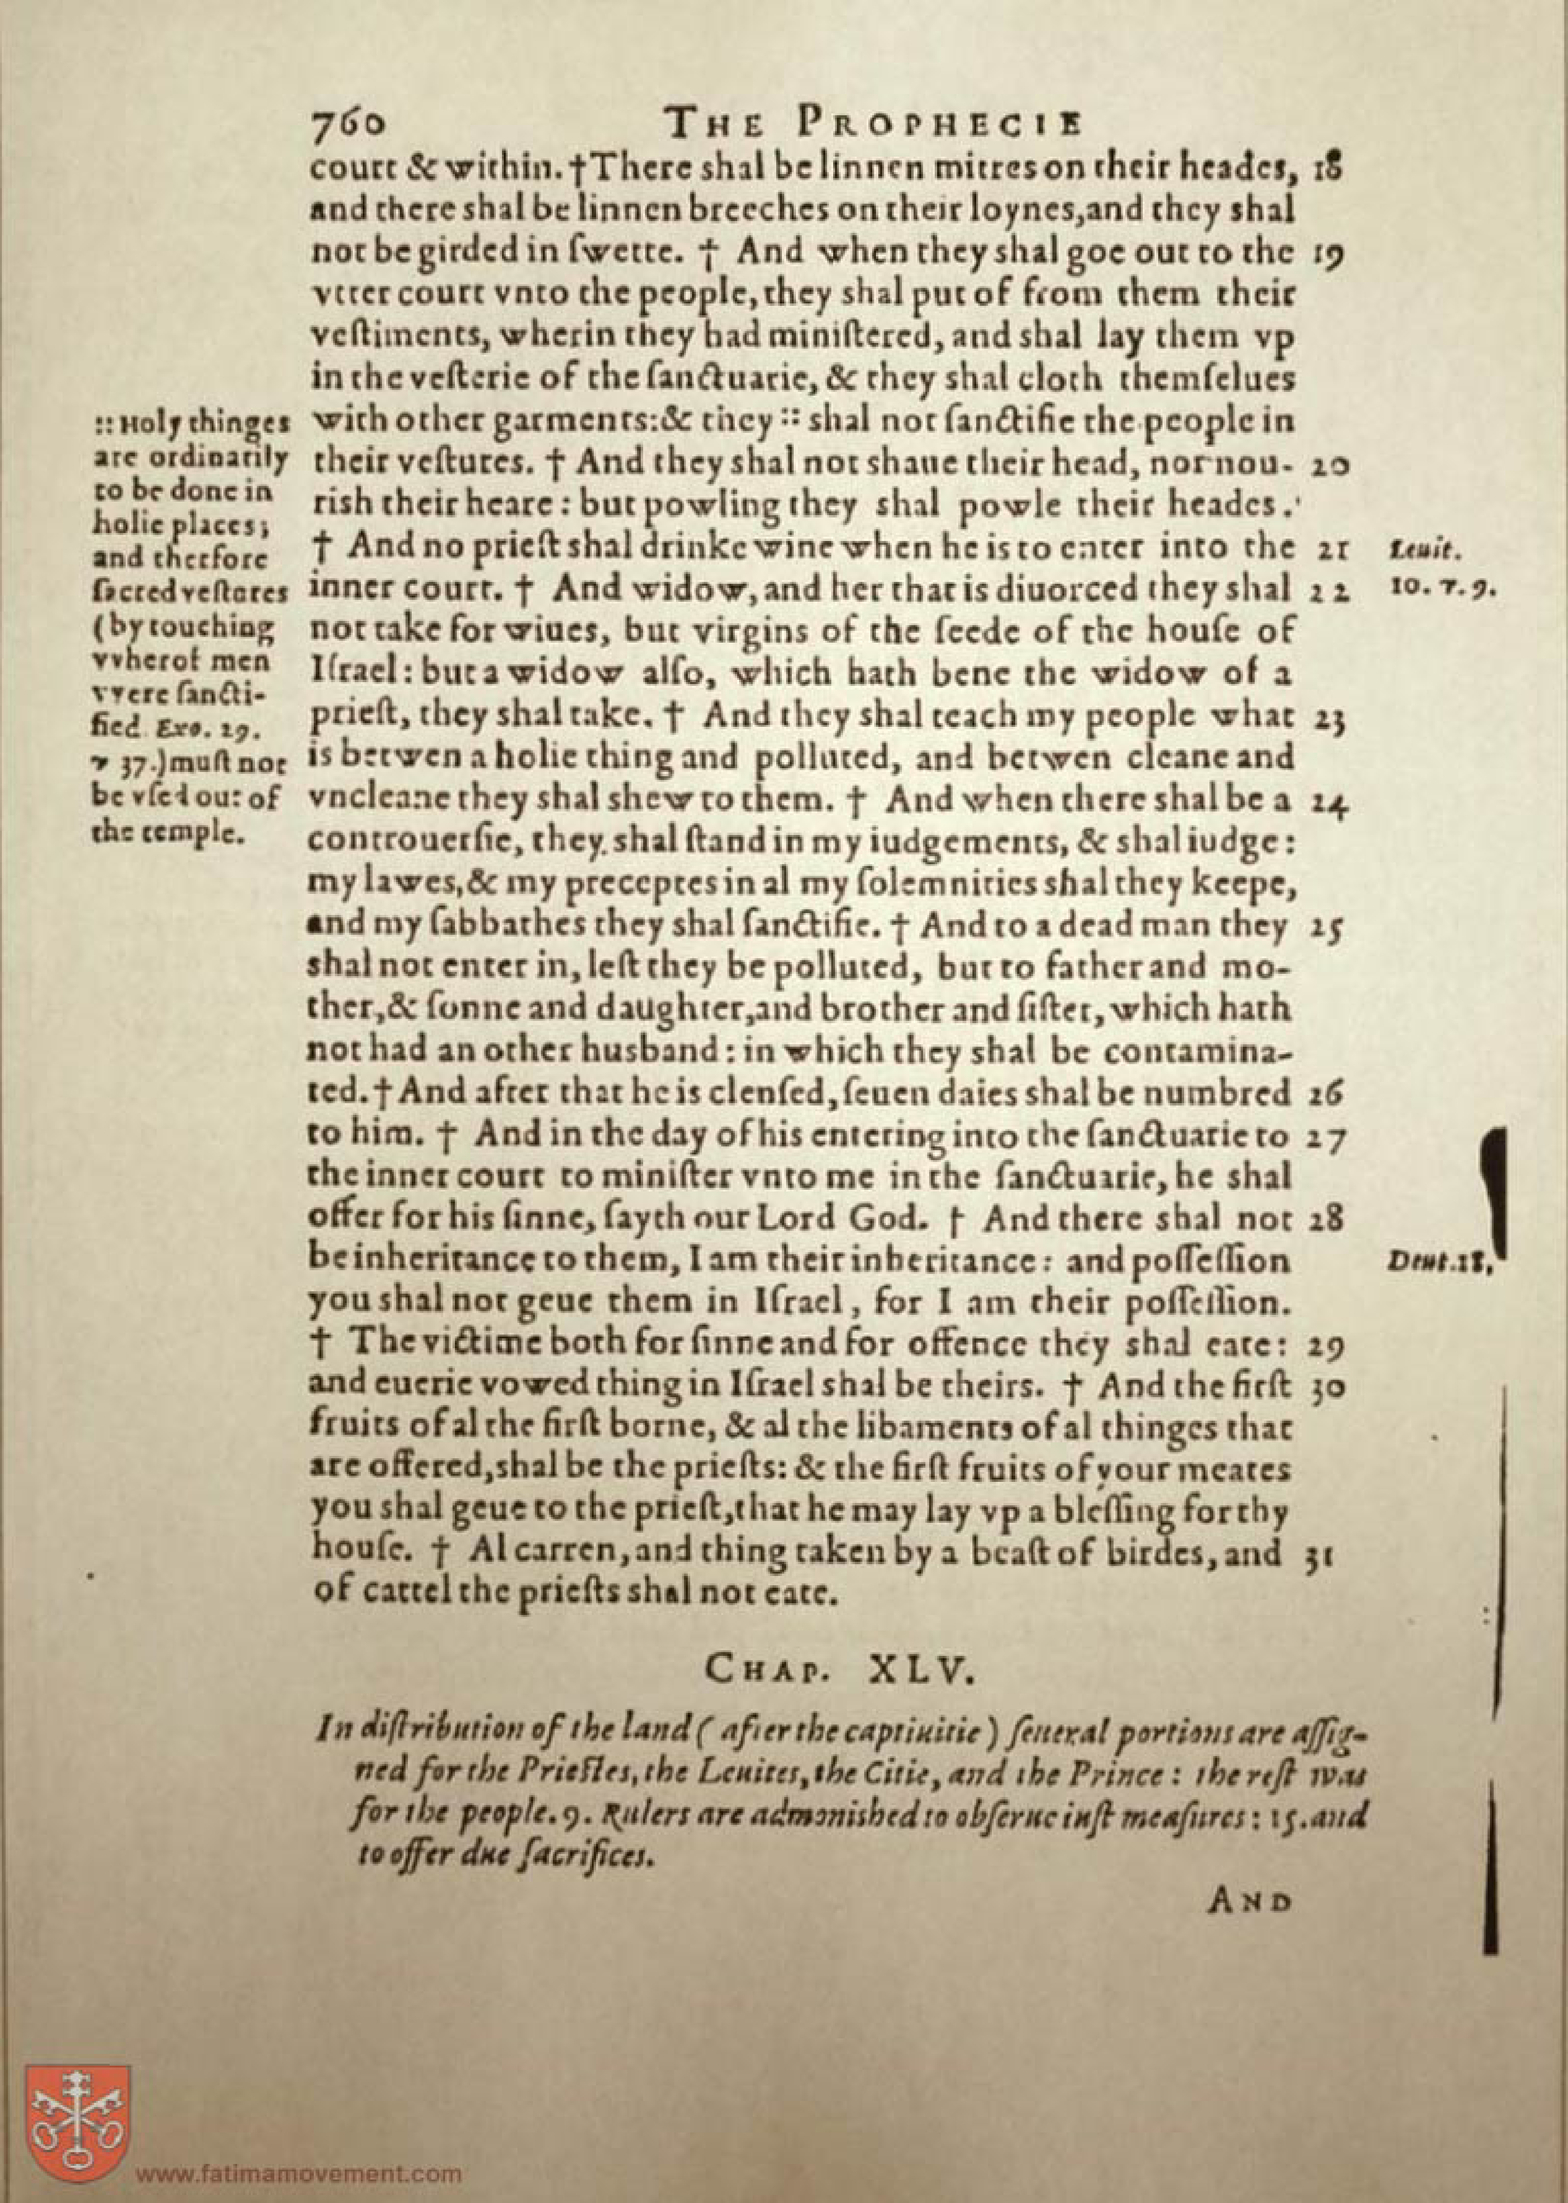 760 THE PROPHECIE
court & within. †There shal be linnen mitres on their heades, 18
and there shal be linnen breeches on their loynes, and they shal
not be girded in ſwette. † And when they shal goe out to the 19
vtter court vnto the people, they shal put of from them their
veſtiments, wherin they had miniſtered, and shal lay them vp
in the veſterie of the ſanctuarie, & they shal cloth themſelues
with other garments: & they :: shal not ſanctifie the people in
their veſtures. † And they shal not shaue their head, nor nou- 20
rish their heare : but powling they shal powle their heades.
† And no prieſt shal drinke wine when he is to enter into the 21
inner court. † And widow, and her that is diuorced they shal 22
not take for wiues, but virgins of the ſeede of the houſe of
Iſrael: but a widow alſo, which hath bene the widow of a
prieſt, they shal take. † And they shal teach my people what 23
is betwen a holie thing and polluted, and betwen cleane and
vncleane they shal shew to them. † And when there shal be a 24
controuerſie, they shal ſtand in my iudgements, & shal iudge:
my lawes, & my preceptes in al my ſolemnities shal they keepe,
and my ſabbathes they shal ſanctifie. † And to a dead man they 25
shal not enter in, leſt they be polluted, but to father and mo-
ther, & ſonne and daughter, and brother and ſiſter, which hath
not had an other husband: in which they shal be contamina-
ted. † And after that he is clenſed, ſeuen daies shal be numbred 26
to him. † And in the day of his entering into the ſanctuarie to 27
the inner court to miniſter vnto me in the ſanctuarie, he shal
offer for his ſinne, ſayth our Lord God. † And there shal not 28
be inheritance to them, I am their inheritance: and poſſeſſion
you shal not geue them in Iſrael, for I am their poſſeſſion.
† The victime both for ſinne and for offence they shal eate: 29
and euerie vowed thing in Iſrael shal be theirs. † And the firſt 30
fruits of al the firſt borne, & al the libaments of al thinges that
are offered, shal be the prieſts: & the firſt fruits of your meates
you shal geue to the prieſt, that he may lay vp a bleſſing for thy
houſe. † Al carren, and thing taken by a beaſt of birdes, and 31
of cattel the prieſts shal not eate.
:: Holy thinges
are ordinarily
to be done in
holie places;
and therfore
ſacred veſtures
(by touching
vvherof men
vvere ſancti-
fied. Exo. 29.
v 37.) muſt not
be vſed out of
the temple.
Leuit.
10. v. 9.
Deut. 18.
CHAP. XLV.
In diſtribution of the land (after the captiuitie) ſeueral portions are aſſig-
ned for the Prieſtes, the Leuites, the Citie, and the Prince: the reſt was
for the people. 9. Rulers are admonished to obſerue iuſt meaſures: 15. and
to offer due ſacrifices.
AND
www.fatimamovement.com